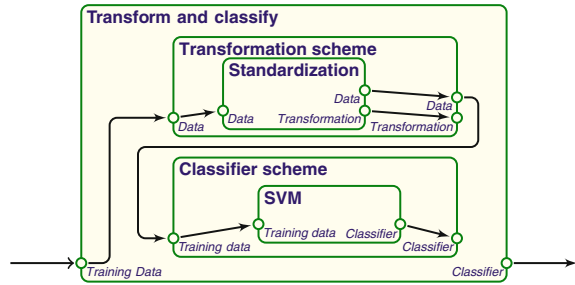 Transform and classify
Transformation scheme
Standardization
Data
Data
Data
Data
Transformation
Transformation
Classifier scheme
SVM
Training data
Training data
Classifier
Classifier
Training Data
Classifier